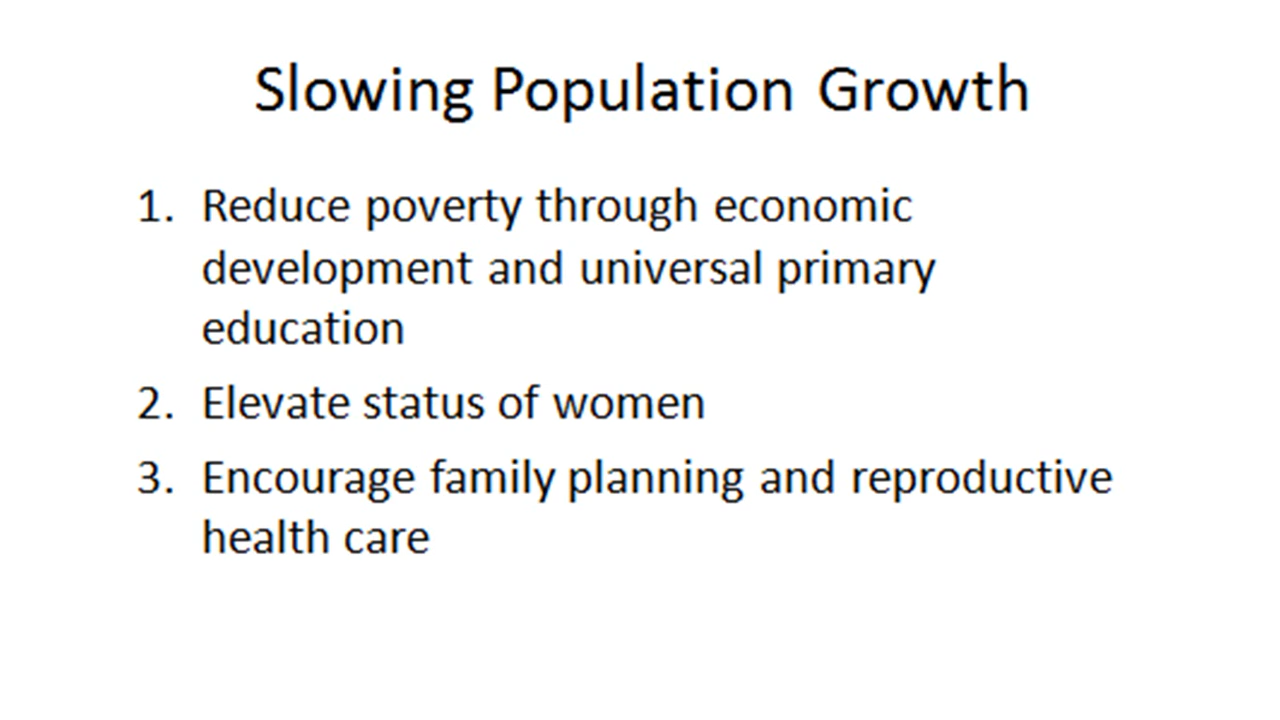 Slowing Population Growth
1. Reduce poverty through economic
development and universal primary
education
2. Elevate status of women
3. Encourage family planning and reproductive
health care